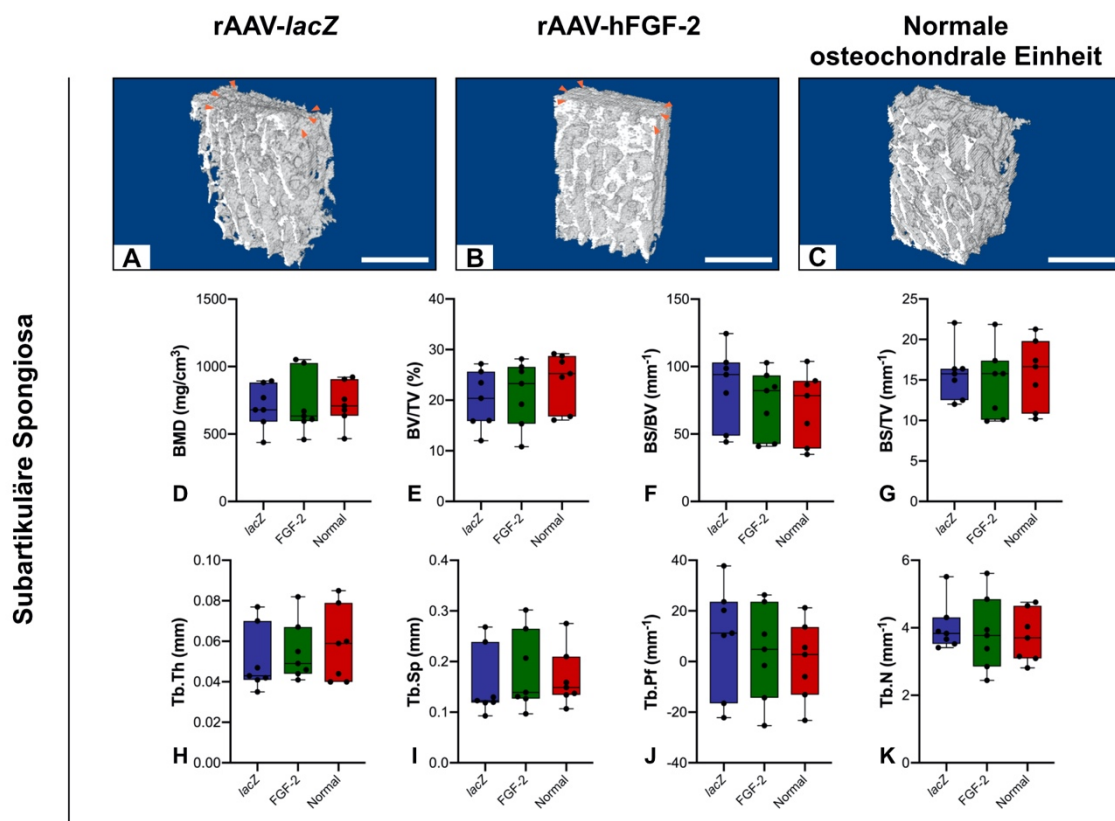 rAAV-lacZ
rAAV-hFGF-2
Normale
osteochondrale Einheit
Subartikuläre Spongiosa
A
B
C
BMD (mg/cm³)
1500
1000
500
0
D
lacZ
FGF-2
Normal
BV/TV (%)
40
30
20
10
0
E
lacZ
FGF-2
Normal
BS/BV (mm⁻¹)
150
100
50
0
F
lacZ
FGF-2
Normal
BS/TV (mm⁻¹)
25
20
15
10
5
0
G
lacZ
FGF-2
Normal
Tb.Th (mm)
0.10
0.08
0.06
0.04
0.02
0.00
H
lacZ
FGF-2
Normal
Tb.Sp (mm)
0.4
0.3
0.2
0.1
0.0
I
lacZ
FGF-2
Normal
Tb.Pf (mm⁻¹)
40
20
0
-20
-40
J
lacZ
FGF-2
Normal
Tb.N (mm⁻¹)
6
4
2
0
K
lacZ
FGF-2
Normal